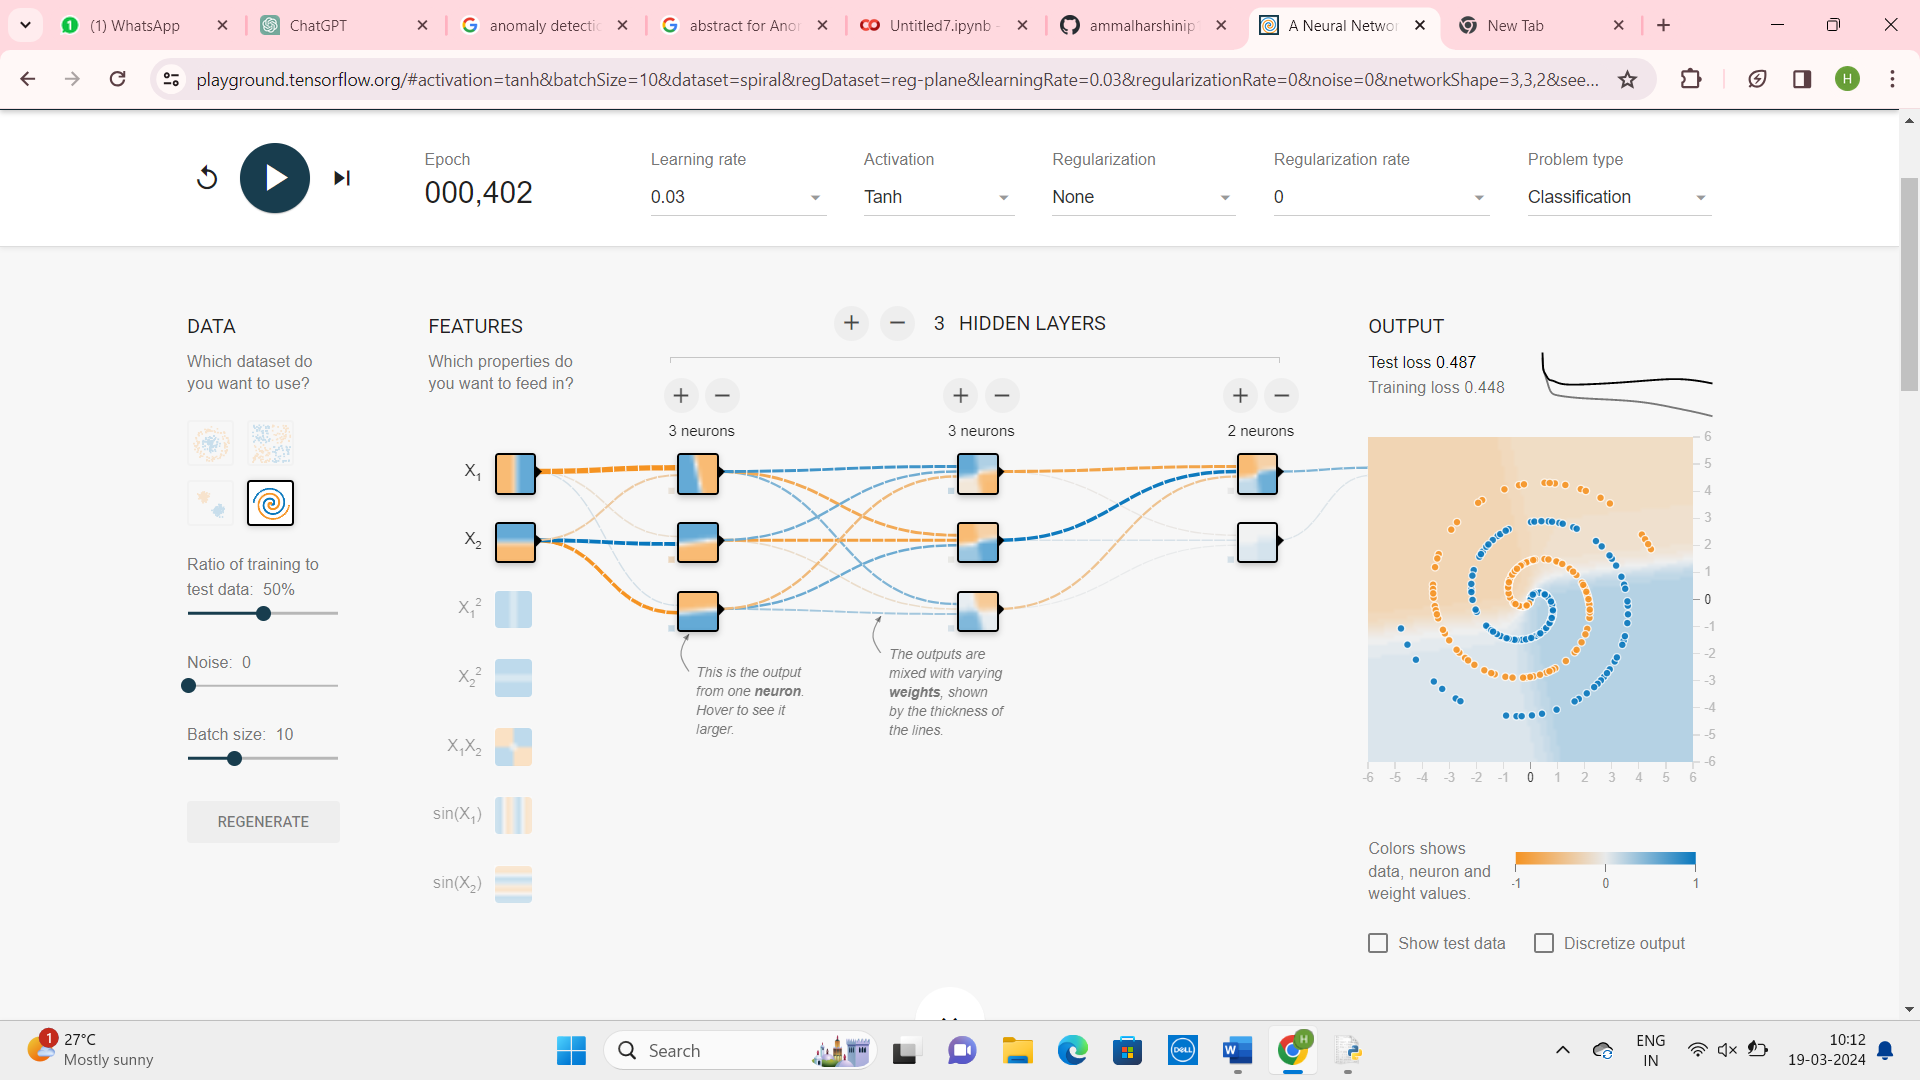 (1) WhatsApp
ChatGPT
anomaly detectic
abstract for Anor
Untitled7.ipynb -
ammalharshinip
A Neural Networ
New Tab
playground.tensorflow.org/#activation=tanh&batchSize=10&dataset=spiral&regDataset=reg-plane&learningRate=0.03&regularizationRate=0&noise=0&networkShape=3,3,2&see...
H
Epoch
000,402
Learning rate
0.03
Activation
Tanh
Regularization
None
Regularization rate
0
Problem type
Classification
DATA
Which dataset do
you want to use?
Ratio of training to
test data: 50%
Noise: 0
Batch size: 10
REGENERATE
FEATURES
Which properties do
you want to feed in?
X1
X2
X1²
X2²
X1X2
sin(X1)
sin(X2)
+ − 3 HIDDEN LAYERS
+ −
3 neurons
+ −
3 neurons
+ −
2 neurons
This is the output
from one neuron.
Hover to see it
larger.
The outputs are
mixed with varying
weights, shown
by the thickness of
the lines.
OUTPUT
Test loss 0.487
Training loss 0.448
6
5
4
3
2
1
0
-1
-2
-3
-4
-5
-6
-6 -5 -4 -3 -2 -1 0 1 2 3 4 5 6
Colors shows
data, neuron and
weight values.
-1 0 1
Show test data
Discretize output
1
27°C
Mostly sunny
Search
DELL
W
H
ENG
IN
10:12
19-03-2024